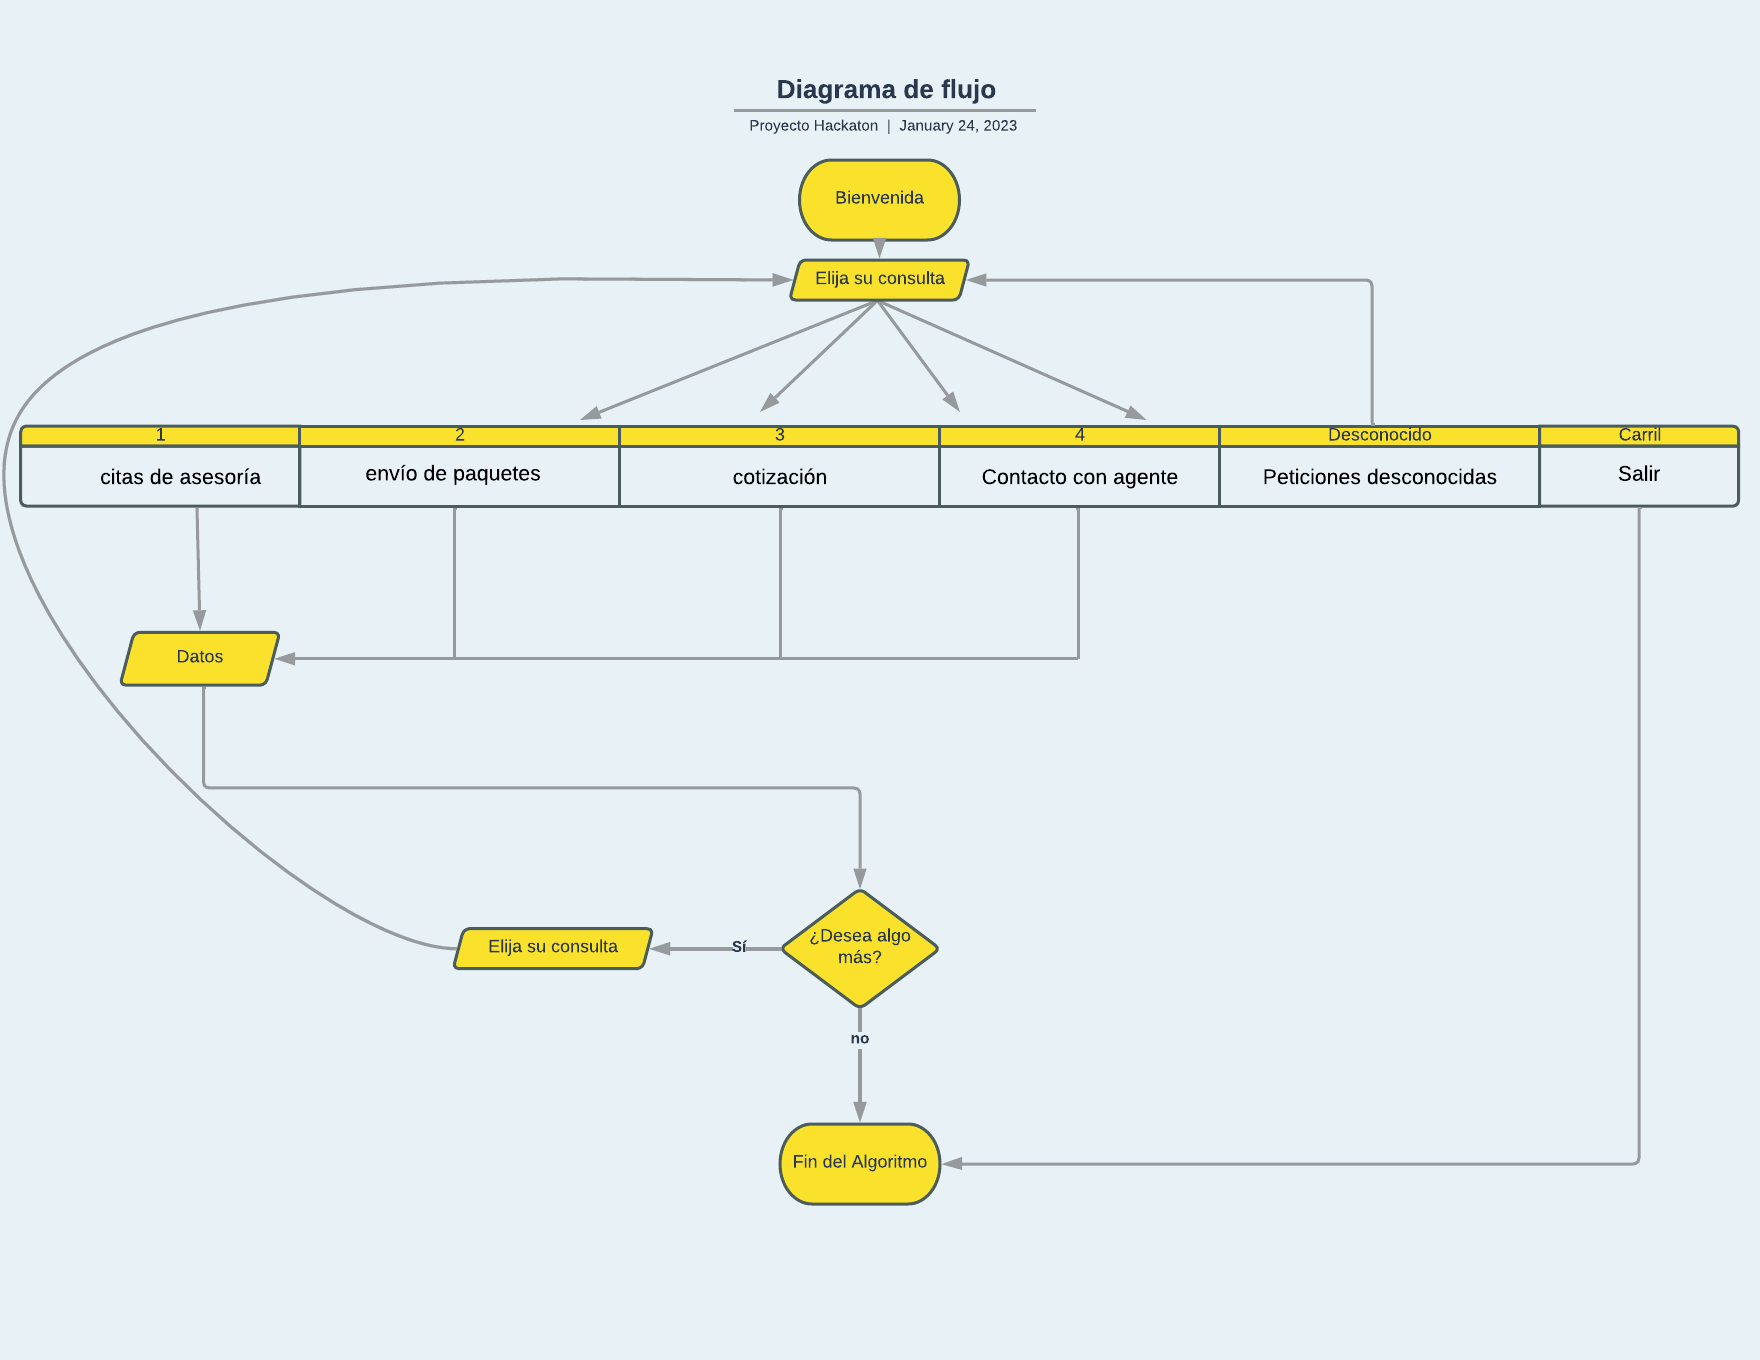 Diagrama de flujo
Proyecto Hackaton | January 24, 2023
Bienvenida
Elija su consulta
1
2
3
4
Desconocido
Carril
citas de asesoría
envío de paquetes
cotización
Contacto con agente
Peticiones desconocidas
Salir
Datos
¿Desea algo
más?
Sí
Elija su consulta
no
Fin del Algoritmo